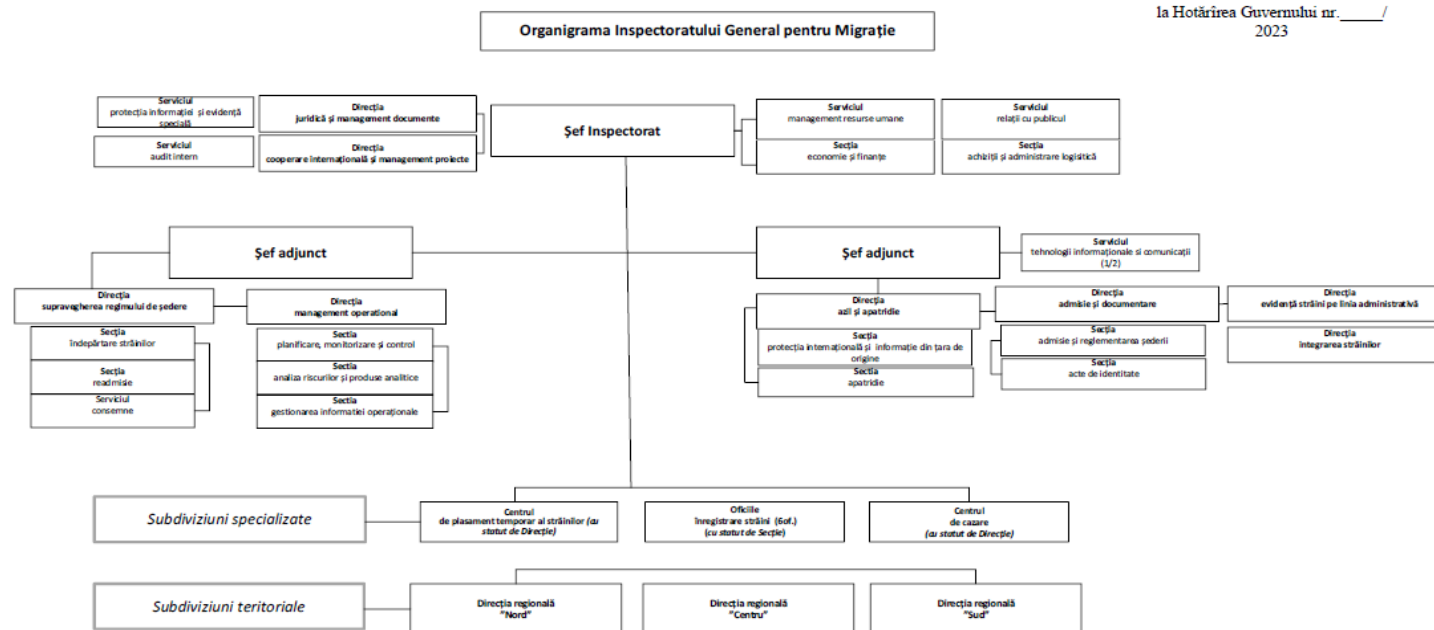 la Hotărîrea Guvernului nr._____/
2023
Organigrama Inspectoratului General pentru Migrație
Serviciul
protecția informației și evidență
specială
Direcția
juridică și management documente
Serviciul
audit intern
Direcția
cooperare internațională și management proiecte
Șef Inspectorat
Serviciul
management resurse umane
Serviciul
relații cu publicul
Secția
economie și finanțe
Secția
achiziții și administrare logisitică
Șef adjunct
Șef adjunct
Serviciul
tehnologii informaționale si comunicații
(1/2)
Direcția
supravegherea regimului de ședere
Direcția
management operational
Secția
îndepărtare străinilor
Secția
readmisie
Serviciul
consemne
Sectia
planificare, monitorizare și control
Sectia
analiza riscurilor și produse analitice
Sectia
gestionarea informatiei operaționale
Direcția
azil și apatridie
Direcția
admisie și documentare
Direcția
evidență străini pe linia administrativă
Secția
protecția internațională și informație din țara de
origine
Sectia
apatridie
Secția
admisie și reglementarea șederii
Secția
acte de identitate
Direcția
integrarea străinilor
Subdiviziuni specializate
Centrul
de plasament temporar al străinilor (cu
statut de Direcție)
Oficiile
înregistrare străini (6of.)
(cu statut de Secție)
Centrul
de cazare
(cu statut de Direcție)
Subdiviziuni teritoriale
Direcția regională
"Nord"
Direcția regională
"Centru"
Direcția regională
"Sud"